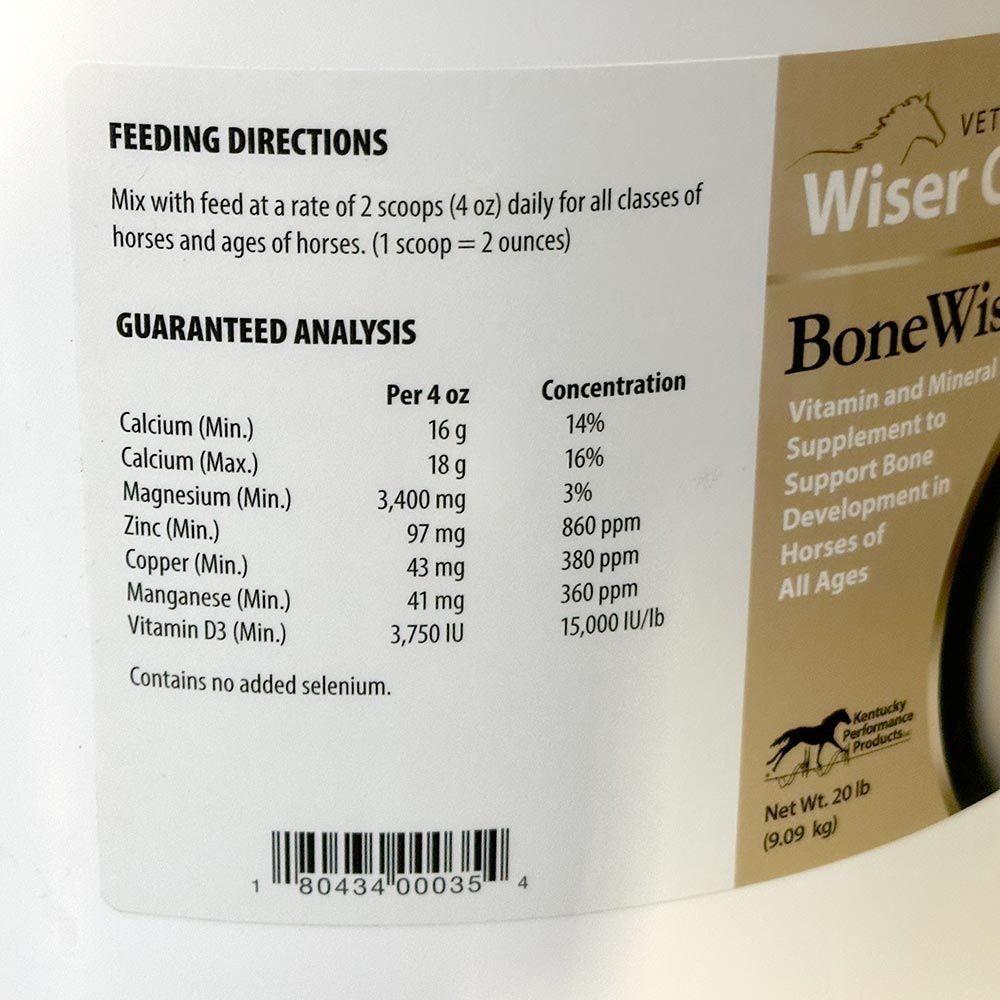 FEEDING DIRECTIONS
Mix with feed at a rate of 2 scoops (4 oz) daily for all classes of
horses and ages of horses. (1 scoop = 2 ounces)
GUARANTEED ANALYSIS
Per 4 oz Concentration
Calcium (Min.) 16 g 14%
Calcium (Max.) 18 g 16%
Magnesium (Min.) 3,400 mg 3%
Zinc (Min.) 97 mg 860 ppm
Copper (Min.) 43 mg 380 ppm
Manganese (Min.) 41 mg 360 ppm
Vitamin D3 (Min.) 3,750 IU 15,000 IU/lb
Contains no added selenium.
1 80434 00035 4
VET
Wiser
BoneWis
Vitamin and Mineral
Supplement to
Support Bone
Development in
Horses of
All Ages
Kentucky
Performance
Products
Net Wt. 20 lb
(9.09 kg)